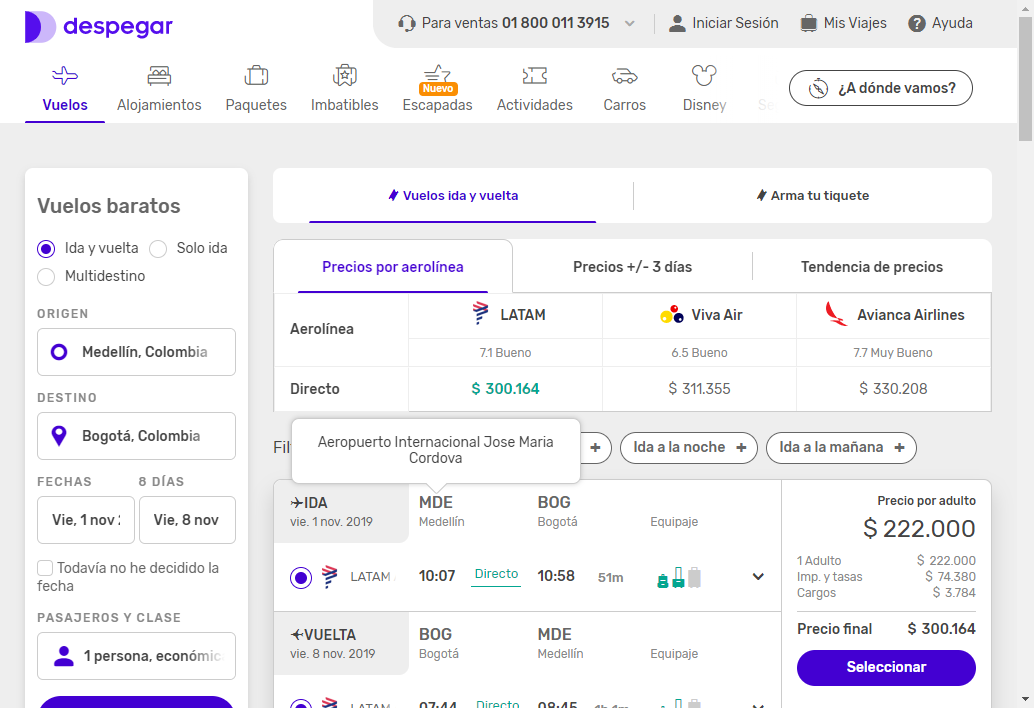 despegar
Para ventas 01 800 011 3915
Iniciar Sesión
Mis Viajes
Ayuda
Vuelos
Alojamientos
Paquetes
Imbatibles
Nuevo
Escapadas
Actividades
Carros
Disney
¿A dónde vamos?
Vuelos baratos
Ida y vuelta
Solo ida
Multidestino
ORIGEN
Medellín, Colombia
DESTINO
Bogotá, Colombia
FECHAS
8 DÍAS
Vie, 1 nov 2
Vie, 8 nov
Todavía no he decidido la
fecha
PASAJEROS Y CLASE
1 persona, económic
Vuelos ida y vuelta
Arma tu tiquete
Precios por aerolínea
Precios +/- 3 días
Tendencia de precios
Aerolínea
LATAM
Viva Air
Avianca Airlines
7.1 Bueno
6.5 Bueno
7.7 Muy Bueno
Directo
$ 300.164
$ 311.355
$ 330.208
Aeropuerto Internacional Jose Maria
Cordova
Fil
+
Ida a la noche +
Ida a la mañana +
IDA
vie. 1 nov. 2019
MDE
Medellín
BOG
Bogotá
Equipaje
LATAM
10:07
Directo
10:58
51m
VUELTA
vie. 8 nov. 2019
BOG
Bogotá
MDE
Medellín
Equipaje
LATAM
07:44
Directo
08:45
1h 1m
Precio por adulto
$ 222.000
1 Adulto $ 222.000
Imp. y tasas $ 74.380
Cargos $ 3.784
Precio final $ 300.164
Seleccionar